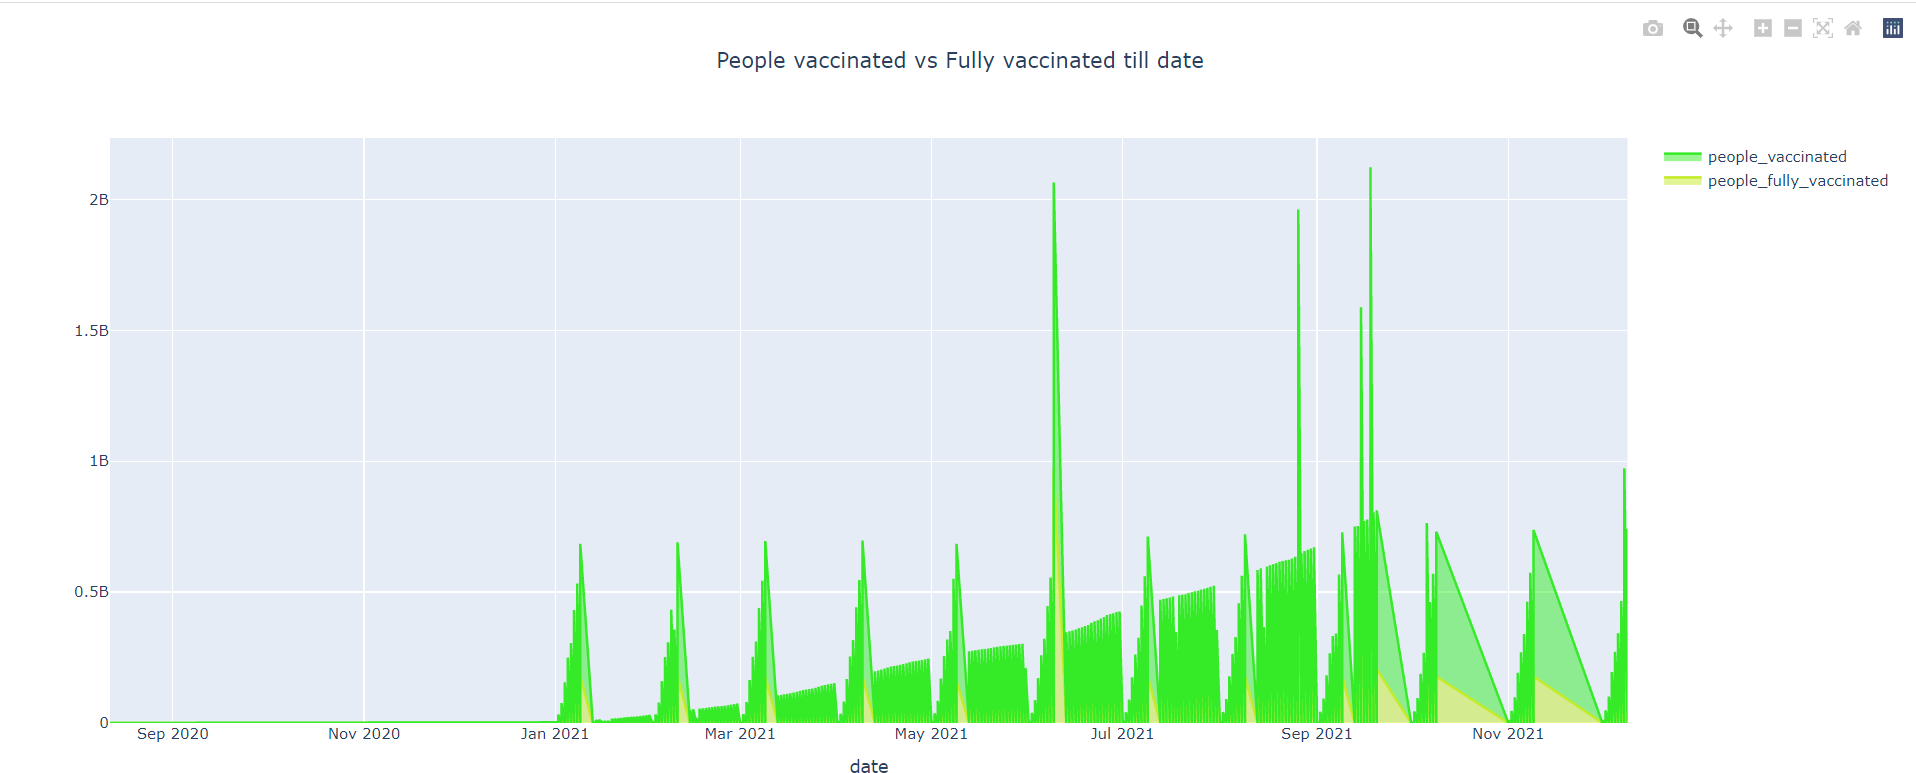 People vaccinated vs Fully vaccinated till date
people_vaccinated
people_fully_vaccinated
2B
1.5B
1B
0.5B
0
Sep 2020 Nov 2020 Jan 2021 Mar 2021 May 2021 Jul 2021 Sep 2021 Nov 2021
date